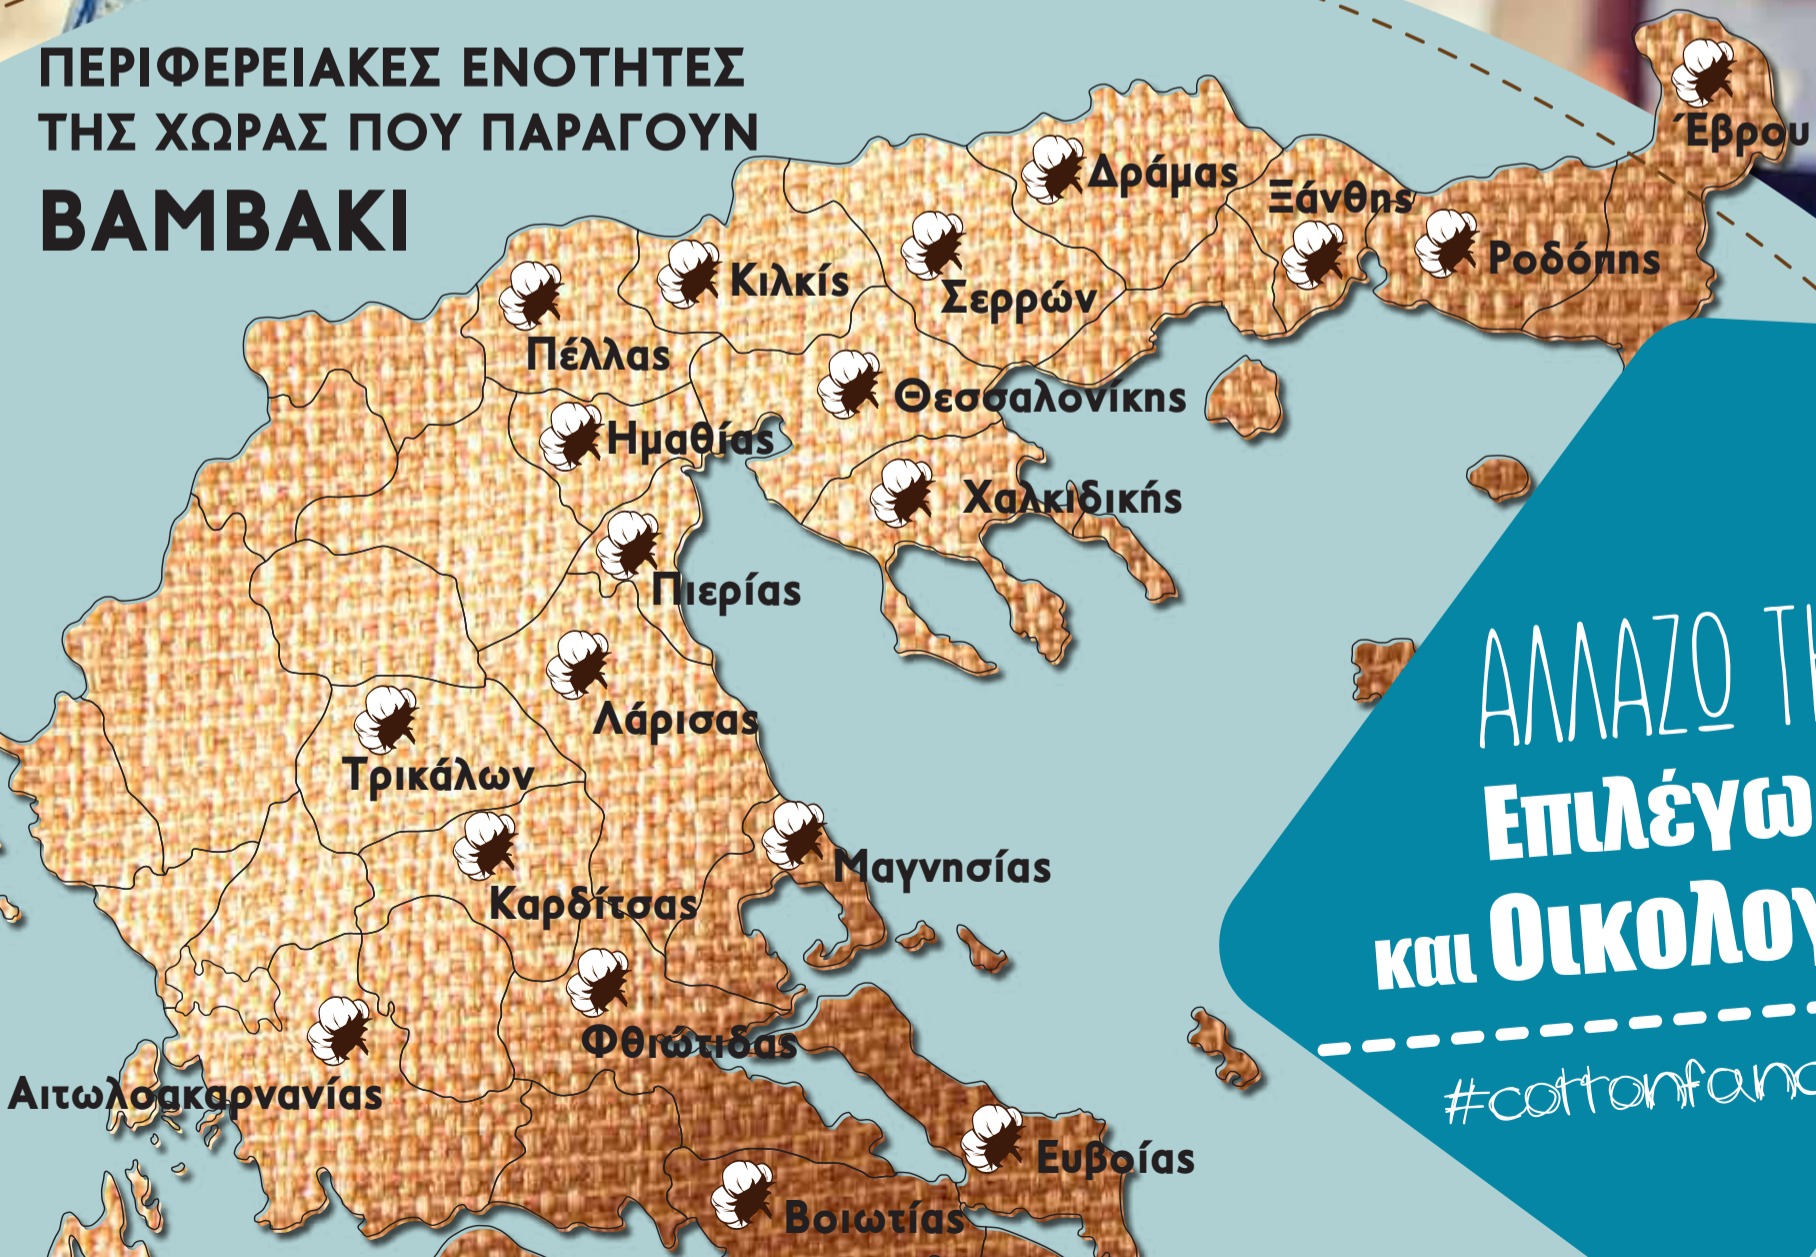 ΠΕΡΙΦΕΡΕΙΑΚΕΣ ΕΝΟΤΗΤΕΣ
ΤΗΣ ΧΩΡΑΣ ΠΟΥ ΠΑΡΑΓΟΥΝ
ΒΑΜΒΑΚΙ
Έβρου
Δράμας
Ξάνθης
Ροδόπης
Κιλκίς
Σερρών
Πέλλας
Θεσσαλονίκης
Ημαθίας
Χαλκιδικής
Πιερίας
Λάρισας
Τρικάλων
Μαγνησίας
Καρδίτσας
Φθιώτιδας
Αιτωλοακαρνανίας
Ευβοίας
Βοιωτίας
ΑΛΛΑΖΩ
Επιλέγω
και